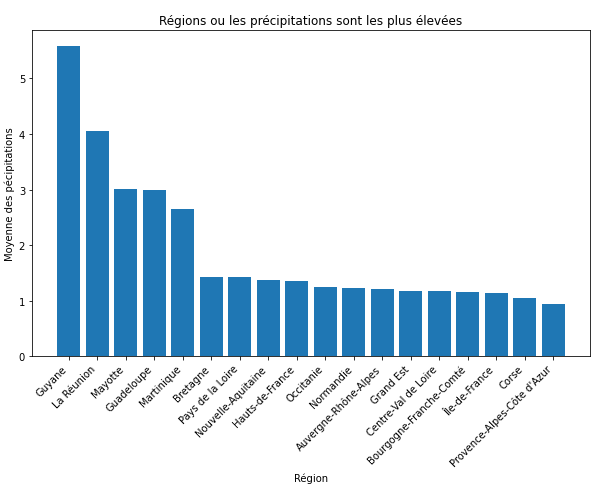 Régions ou les précipitations sont les plus élevées
Moyenne des pécipitations
5
4
3
2
1
0
Guyane
La Réunion
Mayotte
Guadeloupe
Martinique
Bretagne
Pays de la Loire
Nouvelle-Aquitaine
Hauts-de-France
Occitanie
Normandie
Auvergne-Rhône-Alpes
Grand Est
Centre-Val de Loire
Bourgogne-Franche-Comté
Île-de-France
Corse
Provence-Alpes-Côte d'Azur
Région